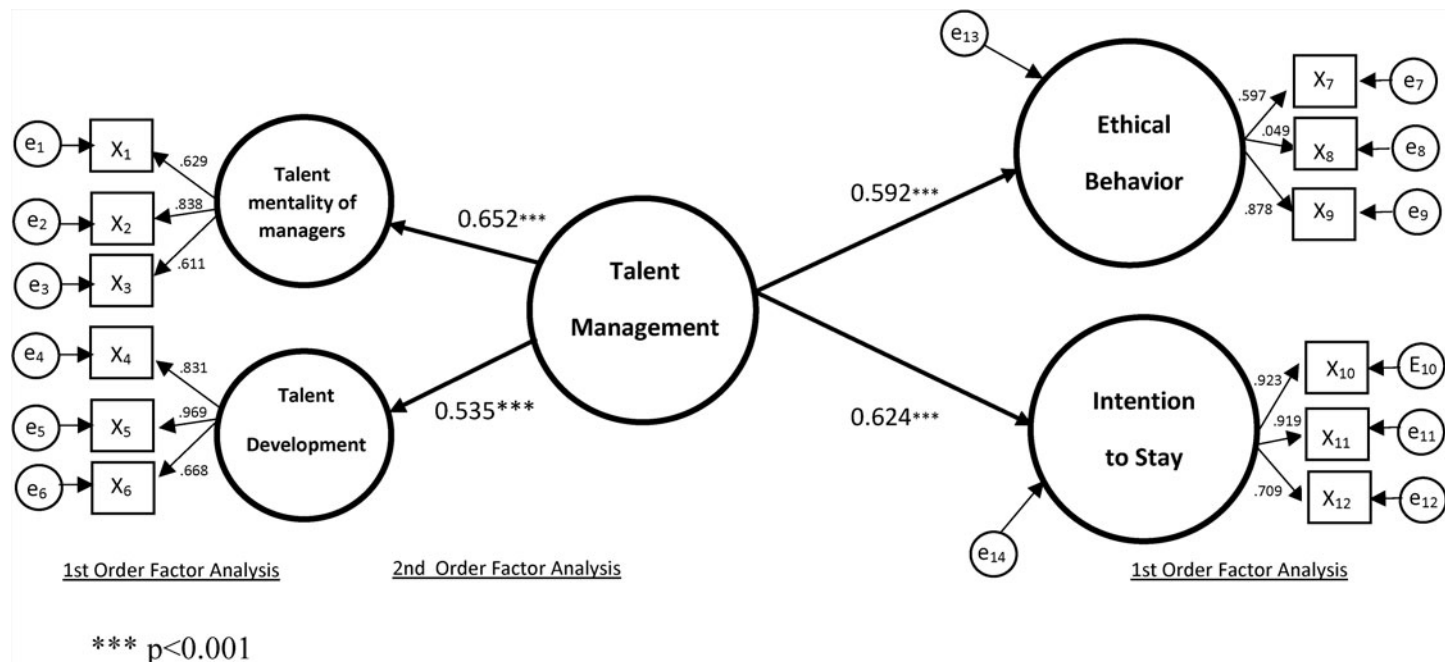 e13
e1
X1
.629
Talent
mentality of
managers
e2
X2
.838
e3
X3
.611
0.652***
Talent
Management
0.592***
Ethical
Behavior
.597
X7
e7
.049
X8
e8
.878
X9
e9
e4
X4
.831
Talent
Development
e5
X5
.969
e6
X6
.668
0.535***
0.624***
Intention
to Stay
.923
X10
E10
.919
X11
e11
.709
X12
e12
e14
1st Order Factor Analysis
2nd Order Factor Analysis
1st Order Factor Analysis
*** p<0.001